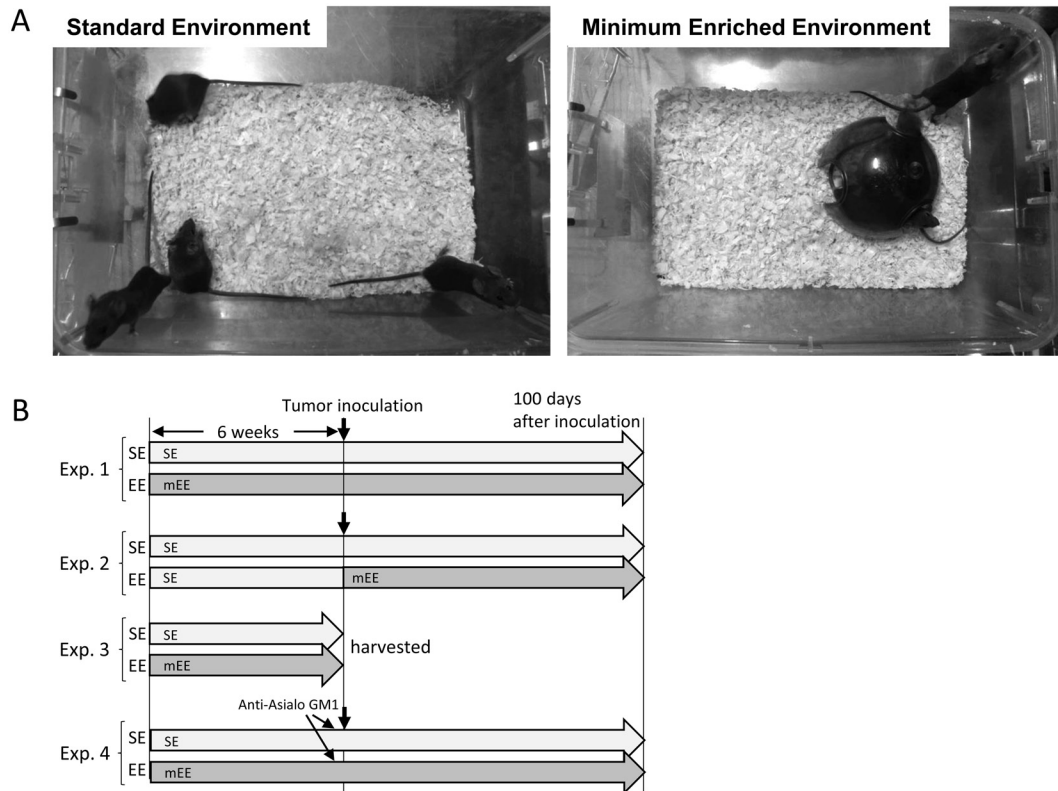 A
Standard Environment
Minimum Enriched Environment
B
Tumor inoculation
100 days
after inoculation
6 weeks
Exp. 1
SE
SE
EE
mEE
Exp. 2
SE
SE
EE
SE
mEE
Exp. 3
SE
SE
harvested
EE
mEE
Anti-Asialo GM1
Exp. 4
SE
SE
EE
mEE